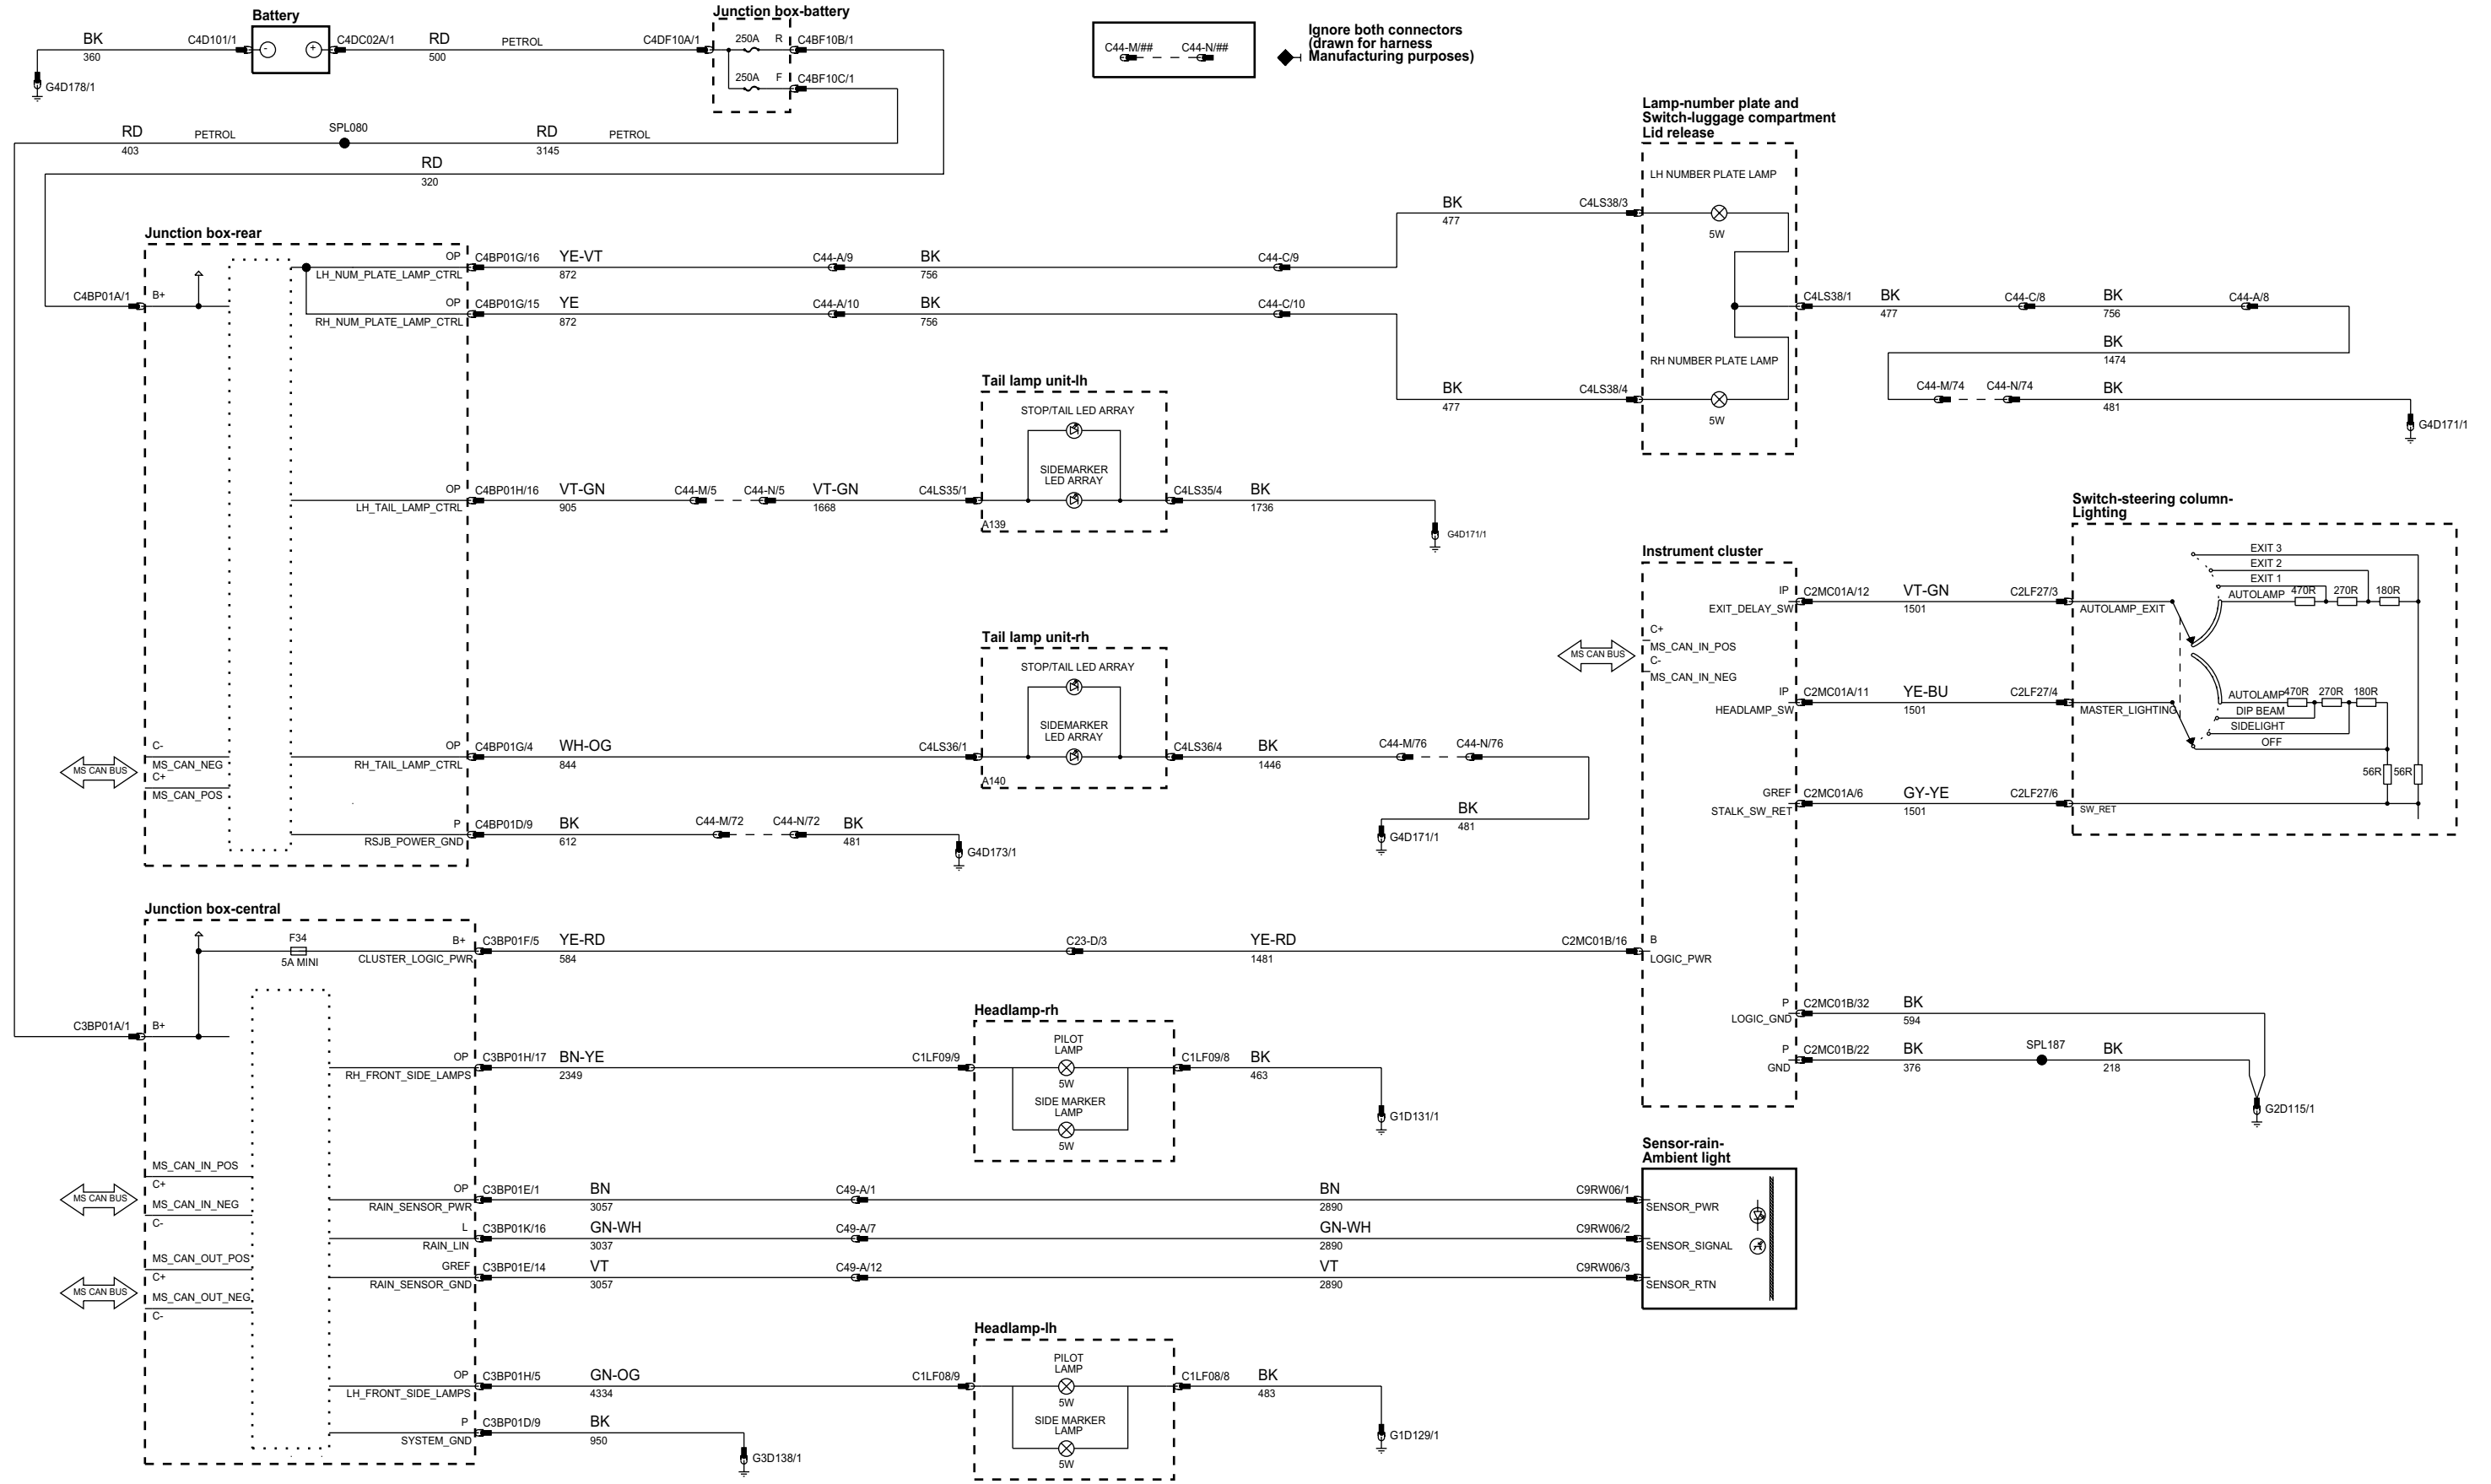 Battery
Junction box-battery
BK
360
C4D101/1
-
+
C4DC02A/1
RD
500
PETROL
C4DF10A/1
250A
R
C4BF10B/1
250A
F
C4BF10C/1
G4D178/1
C44-M/##
C44-N/##
Ignore both connectors
(drawn for harness
Manufacturing purposes)
RD
403
PETROL
SPL080
RD
3145
PETROL
RD
320
Lamp-number plate and
Switch-luggage compartment
Lid release
LH NUMBER PLATE LAMP
5W
RH NUMBER PLATE LAMP
5W
BK
477
C4LS38/3
BK
477
C4LS38/4
C4LS38/1
BK
477
C44-C/8
BK
756
C44-A/8
BK
1474
C44-M/74
C44-N/74
BK
481
G4D171/1
Junction box-rear
C4BP01A/1
B+
OP
LH_NUM_PLATE_LAMP_CTRL
C4BP01G/16
YE-VT
872
C44-A/9
BK
756
C44-C/9
OP
RH_NUM_PLATE_LAMP_CTRL
C4BP01G/15
YE
872
C44-A/10
BK
756
C44-C/10
OP
LH_TAIL_LAMP_CTRL
C4BP01H/16
VT-GN
905
C44-M/5
C44-N/5
VT-GN
1668
C4LS35/1
Tail lamp unit-lh
STOP/TAIL LED ARRAY
SIDEMARKER
LED ARRAY
A139
C4LS35/4
BK
1736
G4D171/1
C-
MS_CAN_NEG
C+
MS_CAN_POS
MS CAN BUS
OP
RH_TAIL_LAMP_CTRL
C4BP01G/4
WH-OG
844
C4LS36/1
Tail lamp unit-rh
STOP/TAIL LED ARRAY
SIDEMARKER
LED ARRAY
A140
C4LS36/4
BK
1446
C44-M/76
C44-N/76
BK
481
G4D171/1
P
RSJB_POWER_GND
C4BP01D/9
BK
612
C44-M/72
C44-N/72
BK
481
G4D173/1
Instrument cluster
IP
EXIT_DELAY_SW
C2MC01A/12
VT-GN
1501
C2LF27/3
C+
MS_CAN_IN_POS
C-
MS_CAN_IN_NEG
MS CAN BUS
IP
HEADLAMP_SW
C2MC01A/11
YE-BU
1501
C2LF27/4
GREF
STALK_SW_RET
C2MC01A/6
GY-YE
1501
C2LF27/6
Switch-steering column-
Lighting
EXIT 3
EXIT 2
EXIT 1
AUTOLAMP
470R
270R
180R
AUTOLAMP_EXIT
MASTER_LIGHTING
AUTOLAMP
470R
270R
180R
DIP BEAM
SIDELIGHT
OFF
56R
56R
SW_RET
Junction box-central
F34
5A MINI
B+
CLUSTER_LOGIC_PWR
C3BP01F/5
YE-RD
584
C23-D/3
YE-RD
1481
C2MC01B/16
B
LOGIC_PWR
C3BP01A/1
B+
P
LOGIC_GND
C2MC01B/32
BK
594
P
GND
C2MC01B/22
BK
376
SPL187
BK
218
G2D115/1
OP
RH_FRONT_SIDE_LAMPS
C3BP01H/17
BN-YE
2349
C1LF09/9
Headlamp-rh
PILOT
LAMP
5W
SIDE MARKER
LAMP
5W
C1LF09/8
BK
463
G1D131/1
MS_CAN_IN_POS
C+
MS_CAN_IN_NEG
C-
MS CAN BUS
OP
RAIN_SENSOR_PWR
C3BP01E/1
BN
3057
C49-A/1
BN
2890
C9RW06/1
L
RAIN_LIN
C3BP01K/16
GN-WH
3037
C49-A/7
GN-WH
2890
C9RW06/2
MS_CAN_OUT_POS
C+
MS_CAN_OUT_NEG
C-
MS CAN BUS
GREF
RAIN_SENSOR_GND
C3BP01E/14
VT
3057
C49-A/12
VT
2890
C9RW06/3
Sensor-rain-
Ambient light
SENSOR_PWR
SENSOR_SIGNAL
SENSOR_RTN
OP
LH_FRONT_SIDE_LAMPS
C3BP01H/5
GN-OG
4334
C1LF08/9
Headlamp-lh
PILOT
LAMP
5W
SIDE MARKER
LAMP
5W
C1LF08/8
BK
483
G1D129/1
P
SYSTEM_GND
C3BP01D/9
BK
950
G3D138/1